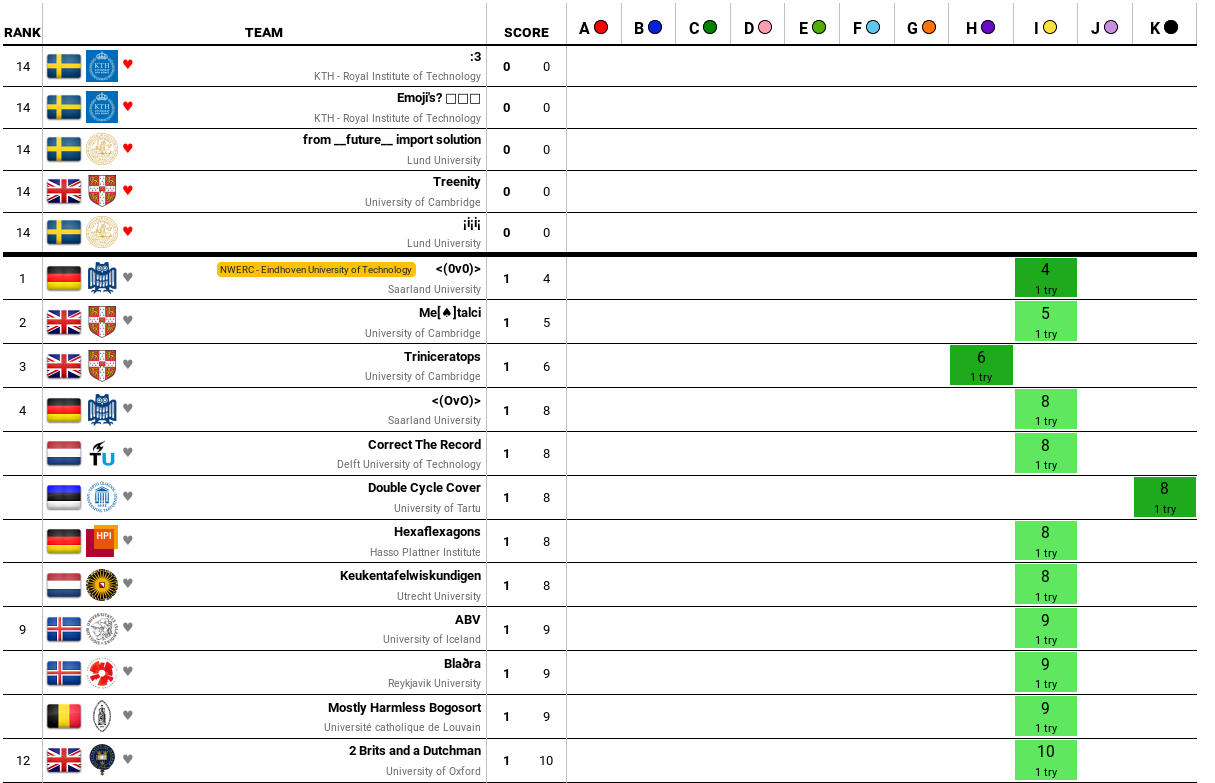 RANK TEAM SCORE A B C D E F G H I J K
14 :3 0 0
KTH - Royal Institute of Technology
14 Emoji's? □□□ 0 0
KTH - Royal Institute of Technology
14 from __future__ import solution 0 0
Lund University
14 Treenity 0 0
University of Cambridge
14 ¡i¡i¡ 0 0
Lund University
1 NWERC - Eindhoven University of Technology <(0v0)> 1 4 4
Saarland University 1 try
2 Me[♠]talci 1 5 5
University of Cambridge 1 try
3 Triniceratops 1 6 6
University of Cambridge 1 try
4 <(OvO)> 1 8 8
Saarland University 1 try
TU Correct The Record 1 8 8
Delft University of Technology 1 try
Double Cycle Cover 1 8 8
University of Tartu 1 try
HPI Hexaflexagons 1 8 8
Hasso Plattner Institute 1 try
Keukentafelwiskundigen 1 8 8
Utrecht University 1 try
9 ABV 1 9 9
University of Iceland 1 try
Blaðra 1 9 9
Reykjavik University 1 try
Mostly Harmless Bogosort 1 9 9
Université catholique de Louvain 1 try
12 2 Brits and a Dutchman 1 10 10
University of Oxford 1 try